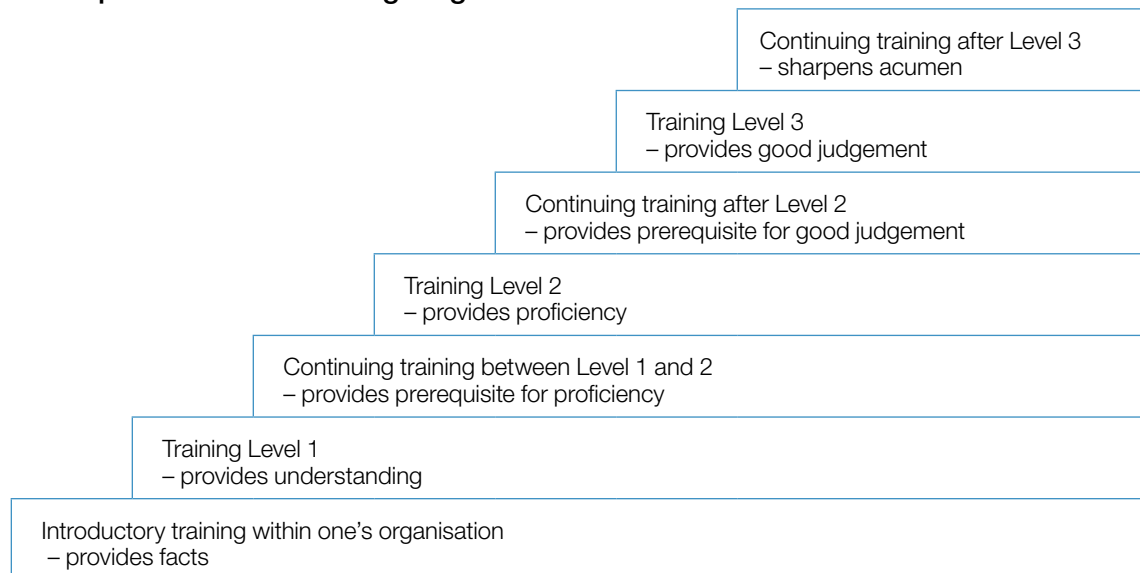 Continuing training after Level 3
– sharpens acumen
Training Level 3
– provides good judgement
Continuing training after Level 2
– provides prerequisite for good judgement
Training Level 2
– provides proficiency
Continuing training between Level 1 and 2
– provides prerequisite for proficiency
Training Level 1
– provides understanding
Introductory training within one’s organisation
– provides facts